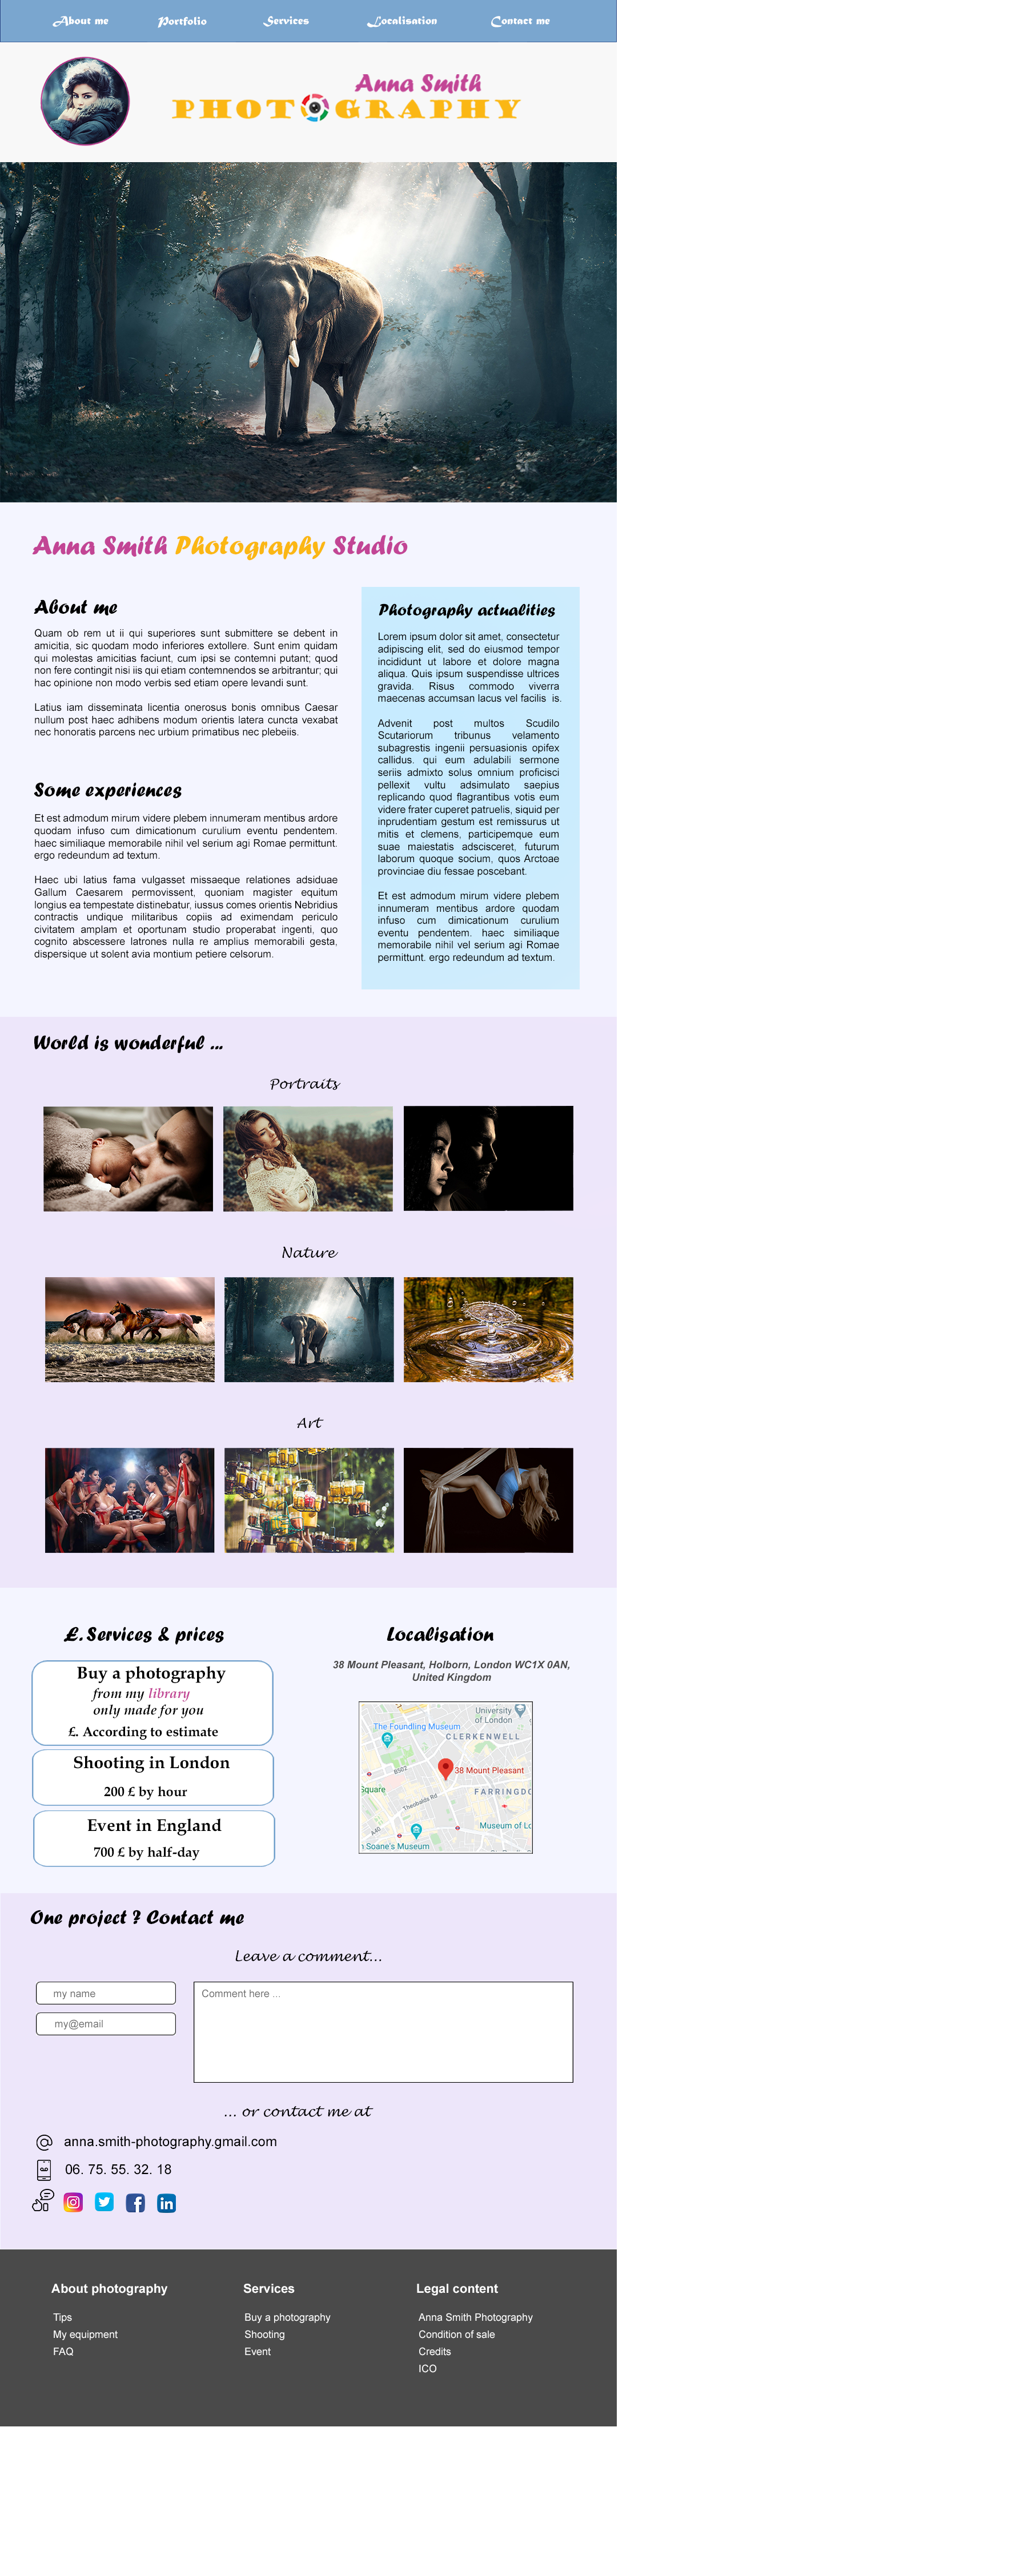 About me Portfolio Services Localisation Contact me
Anna Smith
PHOTOGRAPHY
Anna Smith Photography Studio
About me
Quam ob rem ut ii qui superiores sunt submittere se debent in
amicitia, sic quodam modo inferiores extollere. Sunt enim quidam
qui molestas amicitias faciunt, cum ipsi se contemni putant; quod
non fere contingit nisi iis qui etiam contemnendos se arbitrantur; qui
hac opinione non modo verbis sed etiam opere levandi sunt.
Latius iam disseminata licentia onerosus bonis omnibus Caesar
nullum post haec adhibens modum orientis latera cuncta vexabat
nec honoratis parcens nec urbium primatibus nec plebeiis.
Some experiences
Et est admodum mirum videre plebem innumeram mentibus ardore
quodam infuso cum dimicationum curulium eventu pendentem.
haec similiaque memorabile nihil vel serium agi Romae permittunt.
ergo redeundum ad textum.
Haec ubi latius fama vulgasset missaeque relationes adsiduae
Gallum Caesarem permovissent, quoniam magister equitum
longius ea tempestate distinebatur, iussus comes orientis Nebridius
contractis undique militaribus copiis ad eximendam periculo
civitatem amplam et oportunam studio properabat ingenti, quo
cognito abscessere latrones nulla re amplius memorabili gesta,
dispersique ut solent avia montium petiere celsorum.
Photography actualities
Lorem ipsum dolor sit amet, consectetur
adipiscing elit, sed do eiusmod tempor
incididunt ut labore et dolore magna
aliqua. Quis ipsum suspendisse ultrices
gravida. Risus commodo viverra
maecenas accumsan lacus vel facilis is.
Advenit post multos Scudilo
Scutariorum tribunus velamento
subagrestis ingenii persuasionis opifex
callidus. qui eum adulabili sermone
seriis admixto solus omnium proficisci
pellexit vultu adsimulato saepius
replicando quod flagrantibus votis eum
videre frater cuperet patruelis, siquid per
inprudentiam gestum est remissurus ut
mitis et clemens, participemque eum
suae maiestatis adscisceret, futurum
laborum quoque socium, quos Arctoae
provinciae diu fessae poscebant.
Et est admodum mirum videre plebem
innumeram mentibus ardore quodam
infuso cum dimicationum curulium
eventu pendentem. haec similiaque
memorabile nihil vel serium agi Romae
permittunt. ergo redeundum ad textum.
World is wonderful ...
Portraits
Nature
Art
£. Services & prices
Buy a photography
from my library
only made for you
£. According to estimate
Shooting in London
200 £ by hour
Event in England
700 £ by half-day
Localisation
38 Mount Pleasant, Holborn, London WC1X 0AN,
United Kingdom
University
of London
The Foundling Museum
CLERKENWELL
B502
38 Mount Pleasant
Square
FARRINGDO
Theobalds Rd
A40
Museum of Lo
n Soane's Museum
One project ? Contact me
Leave a comment...
my name
my@email
Comment here ...
... or contact me at
anna.smith-photography.gmail.com
06. 75. 55. 32. 18
About photography
Tips
My equipment
FAQ
Services
Buy a photography
Shooting
Event
Legal content
Anna Smith Photography
Condition of sale
Credits
ICO